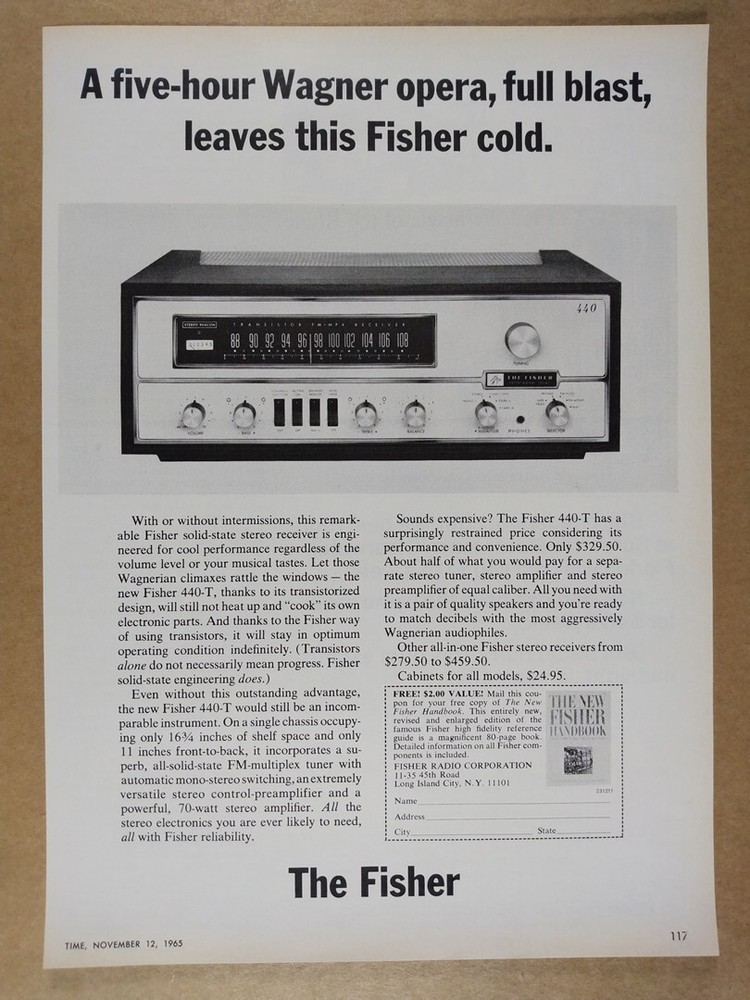 A five-hour Wagner opera, full blast,
leaves this Fisher cold.
440
STEREO BEACON
TRANSISTOR FM-MPX RECEIVER
88 90 92 94 96 98 100 102 104 106 108
TUNING
THE FISHER
VOLUME
BASS
TREBLE
BALANCE
PHONES
SELECTOR
With or without intermissions, this remark-
able Fisher solid-state stereo receiver is engi-
neered for cool performance regardless of the
volume level or your musical tastes. Let those
Wagnerian climaxes rattle the windows — the
new Fisher 440-T, thanks to its transistorized
design, will still not heat up and “cook” its own
electronic parts. And thanks to the Fisher way
of using transistors, it will stay in optimum
operating condition indefinitely. (Transistors
alone do not necessarily mean progress. Fisher
solid-state engineering does.)
Even without this outstanding advantage,
the new Fisher 440-T would still be an incom-
parable instrument. On a single chassis occupy-
ing only 16¾ inches of shelf space and only
11 inches front-to-back, it incorporates a su-
perb, all-solid-state FM-multiplex tuner with
automatic mono-stereo switching, an extremely
versatile stereo control-preamplifier and a
powerful, 70-watt stereo amplifier. All the
stereo electronics you are ever likely to need,
all with Fisher reliability.
Sounds expensive? The Fisher 440-T has a
surprisingly restrained price considering its
performance and convenience. Only $329.50.
About half of what you would pay for a sepa-
rate stereo tuner, stereo amplifier and stereo
preamplifier of equal caliber. All you need with
it is a pair of quality speakers and you're ready
to match decibels with the most aggressively
Wagnerian audiophiles.
Other all-in-one Fisher stereo receivers from
$279.50 to $459.50.
Cabinets for all models, $24.95.
FREE! $2.00 VALUE! Mail this cou-
pon for your free copy of The New
Fisher Handbook. This entirely new,
revised and enlarged edition of the
famous Fisher high fidelity reference
guide is a magnificent 80-page book.
Detailed information on all Fisher com-
ponents is included.
FISHER RADIO CORPORATION
11-35 45th Road
Long Island City, N.Y. 11101
THE NEW
FISHER
HANDBOOK
Name
Address
City State
The Fisher
TIME, NOVEMBER 12, 1965
117